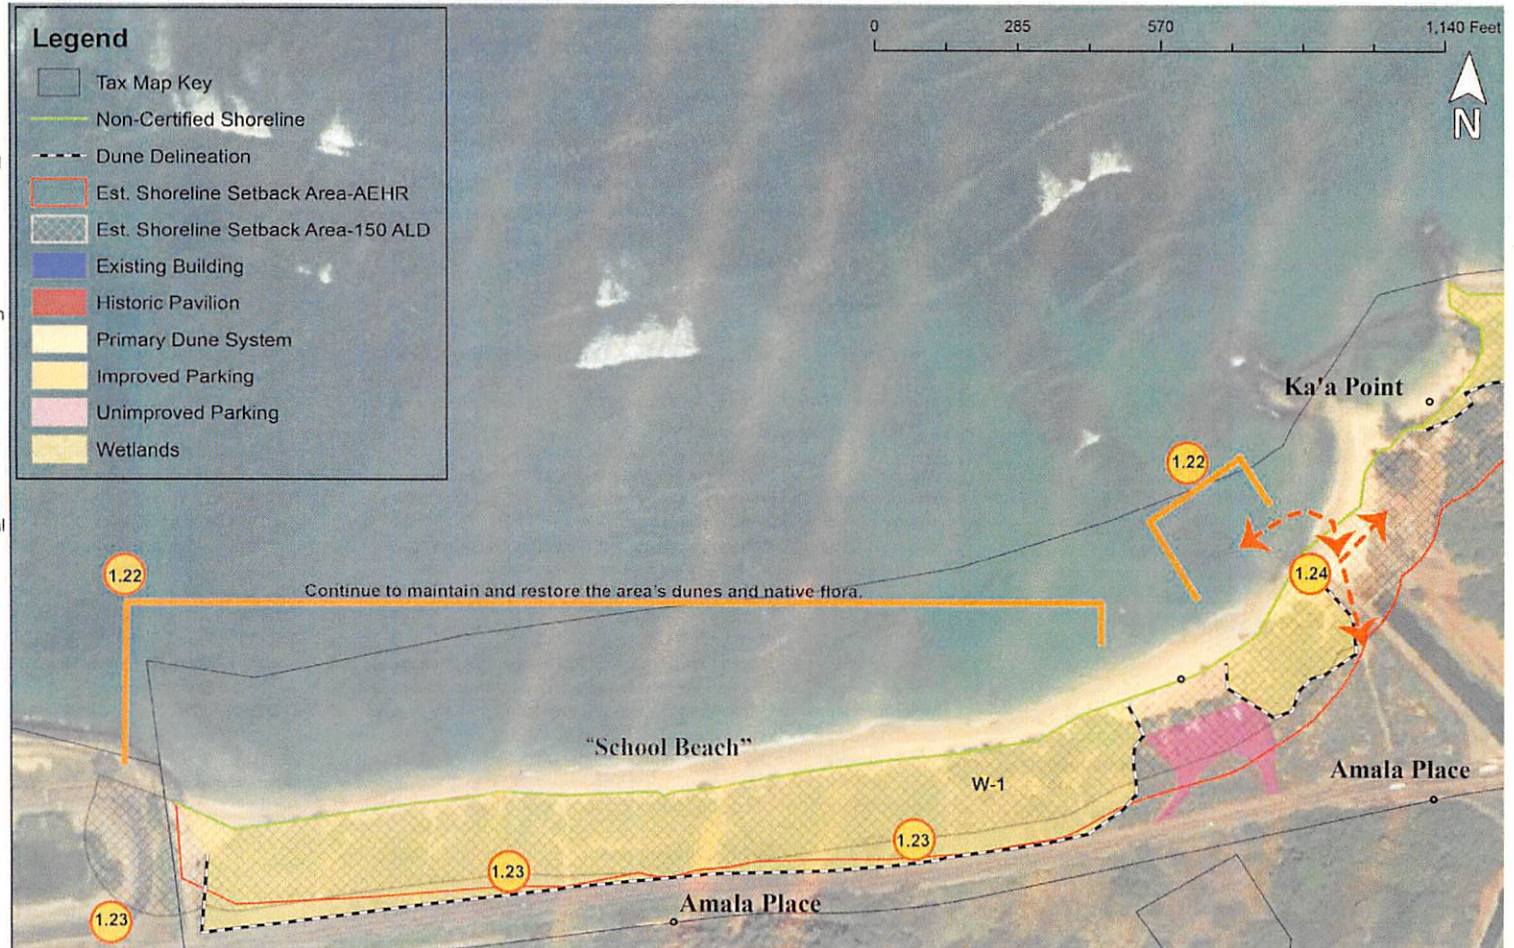 Legend
Tax Map Key
Non-Certified Shoreline
Dune Delineation
Est. Shoreline Setback Area-AEHR
Est. Shoreline Setback Area-150 ALD
Existing Building
Historic Pavilion
Primary Dune System
Improved Parking
Unimproved Parking
Wetlands
0 285 570 1,140 Feet
N
Ka'a Point
1.22
1.24
1.22
Continue to maintain and restore the area's dunes and native flora.
"School Beach"
W-1
Amala Place
1.23
1.23
1.23
Amala Place